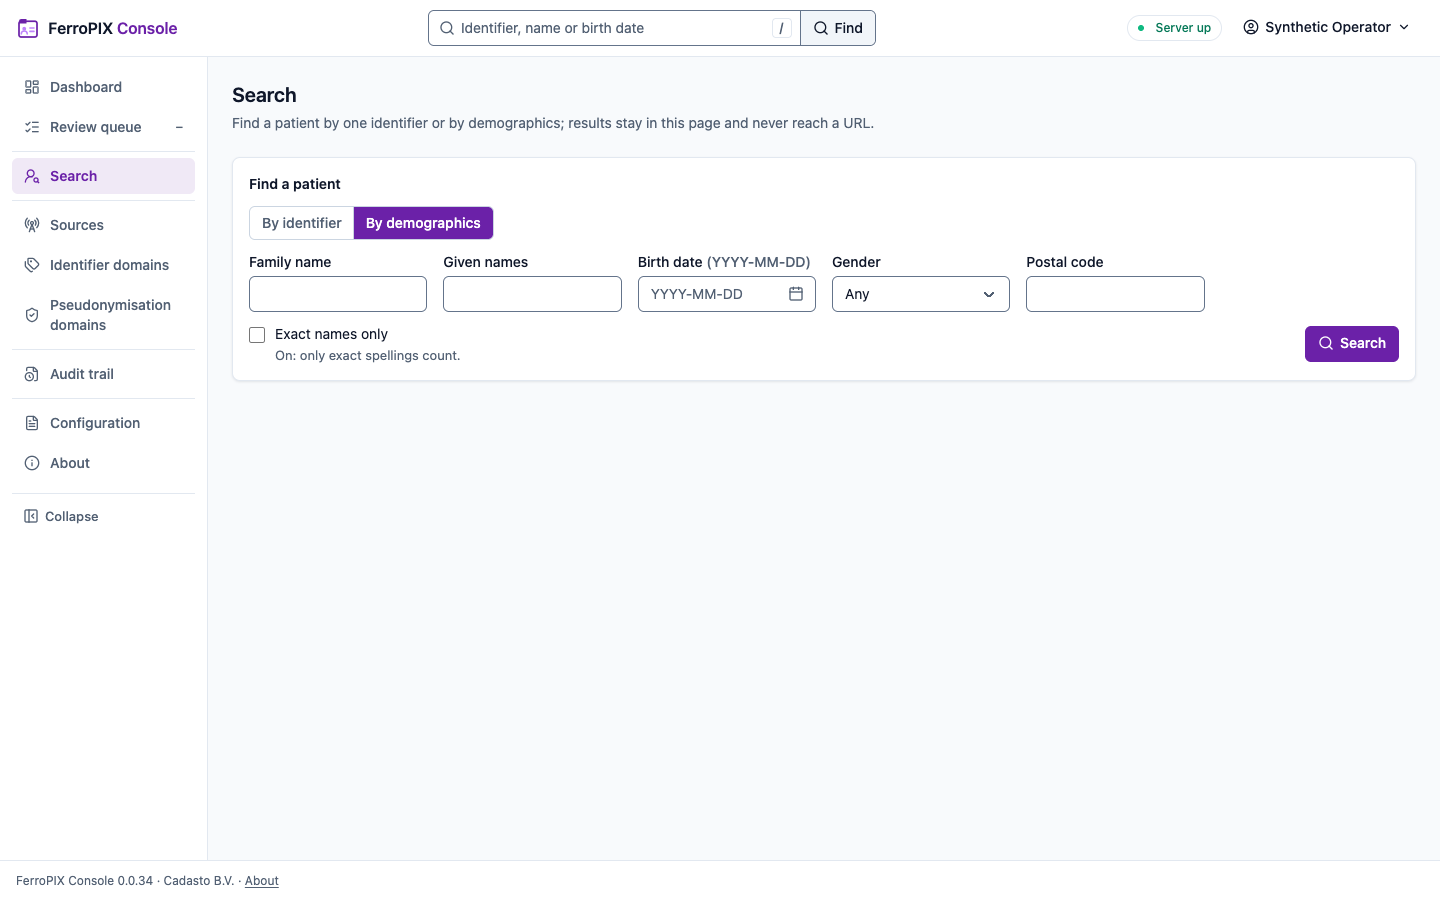 FerroPIX Console
Identifier, name or birth date
/
Find
Server up
Synthetic Operator
Dashboard
Review queue
–
Search
Sources
Identifier domains
Pseudonymisation
domains
Audit trail
Configuration
About
Collapse
Search
Find a patient by one identifier or by demographics; results stay in this page and never reach a URL.
Find a patient
By identifier
By demographics
Family name
Given names
Birth date (YYYY-MM-DD)
Gender
Postal code
YYYY-MM-DD
Any
Exact names only
On: only exact spellings count.
Search
FerroPIX Console 0.0.34 · Cadasto B.V. · About